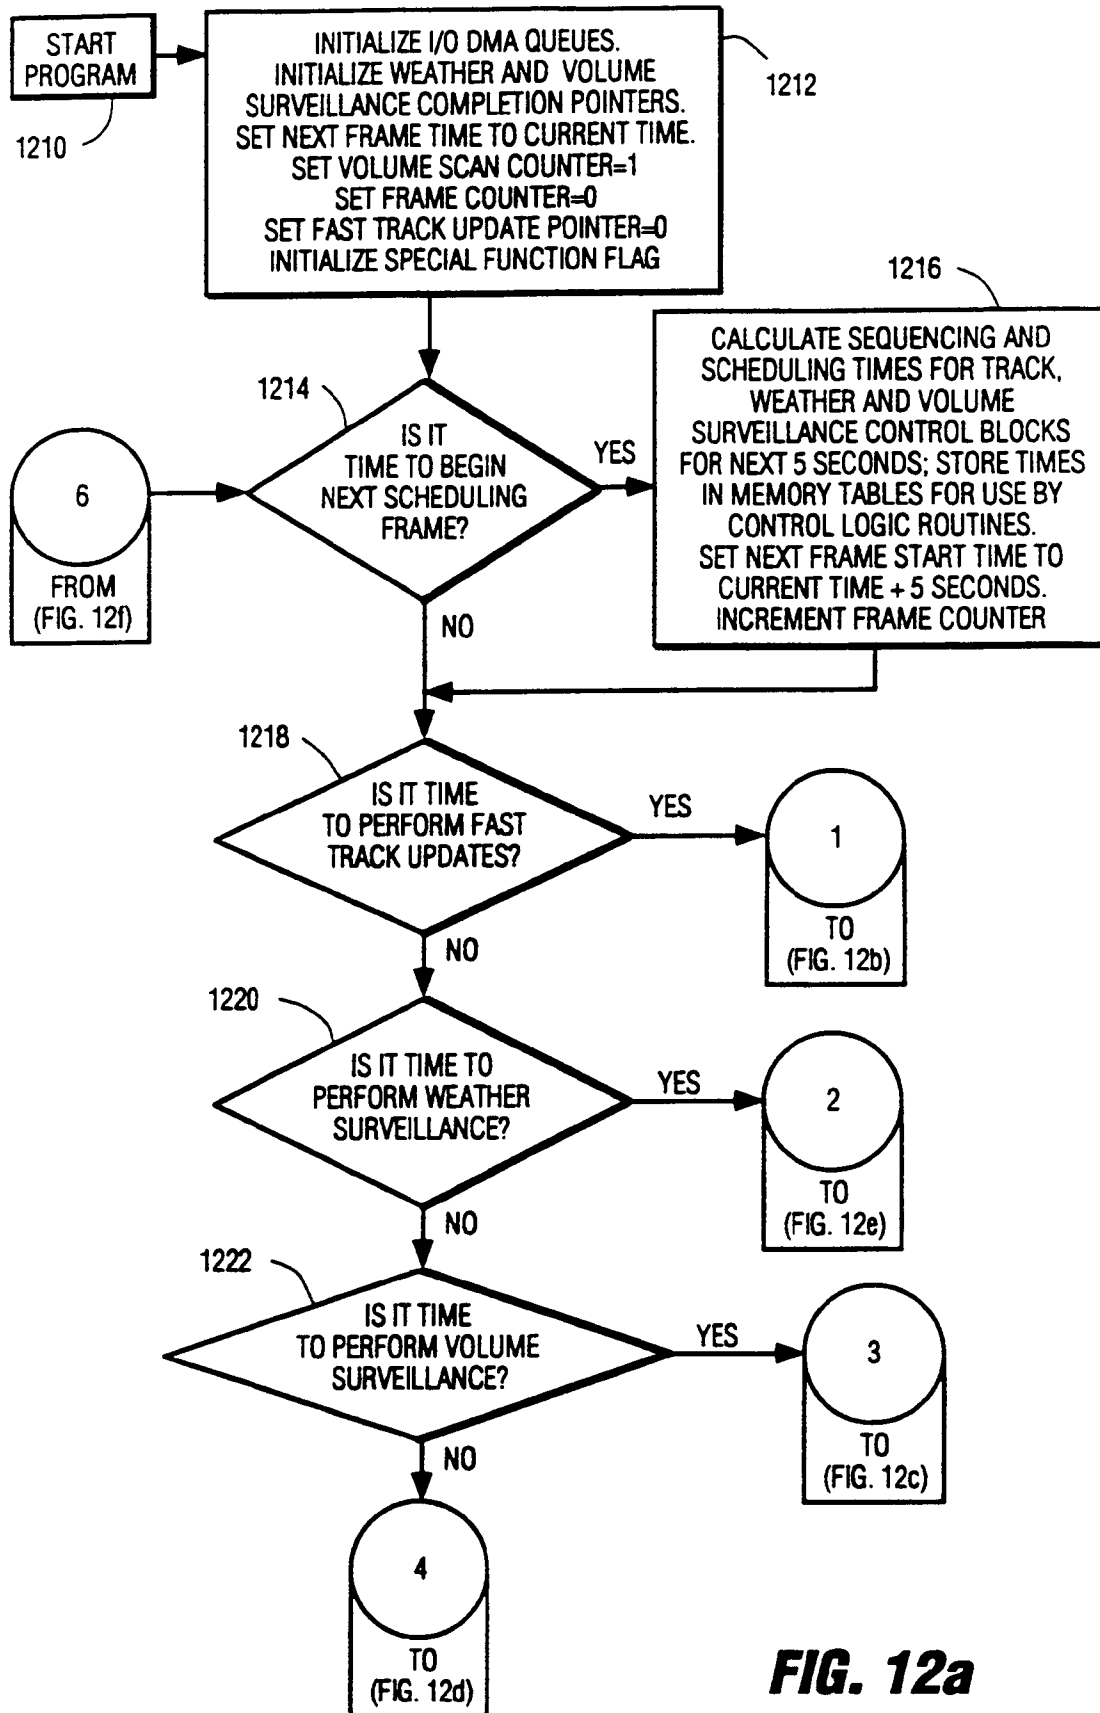 START
PROGRAM
1210
INITIALIZE I/O DMA QUEUES.
INITIALIZE WEATHER AND VOLUME
SURVEILLANCE COMPLETION POINTERS.
SET NEXT FRAME TIME TO CURRENT TIME.
SET VOLUME SCAN COUNTER=1
SET FRAME COUNTER=0
SET FAST TRACK UPDATE POINTER=0
INITIALIZE SPECIAL FUNCTION FLAG
1212
1214
IS IT
TIME TO BEGIN
NEXT SCHEDULING
FRAME?
YES
NO
6
FROM
(FIG. 12f)
1216
CALCULATE SEQUENCING AND
SCHEDULING TIMES FOR TRACK,
WEATHER AND VOLUME
SURVEILLANCE CONTROL BLOCKS
FOR NEXT 5 SECONDS; STORE TIMES
IN MEMORY TABLES FOR USE BY
CONTROL LOGIC ROUTINES.
SET NEXT FRAME START TIME TO
CURRENT TIME + 5 SECONDS.
INCREMENT FRAME COUNTER
1218
IS IT TIME
TO PERFORM FAST
TRACK UPDATES?
YES
NO
1
TO
(FIG. 12b)
1220
IS IT TIME TO
PERFORM WEATHER
SURVEILLANCE?
YES
NO
2
TO
(FIG. 12e)
1222
IS IT TIME
TO PERFORM VOLUME
SURVEILLANCE?
YES
NO
3
TO
(FIG. 12c)
4
TO
(FIG. 12d)
FIG. 12a